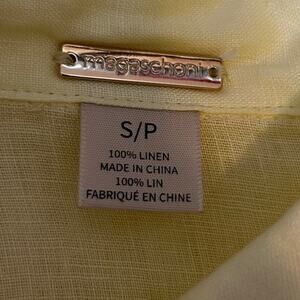 magaschoni
S/P
100% LINEN
MADE IN CHINA
100% LIN
FABRIQUÉ EN CHINE